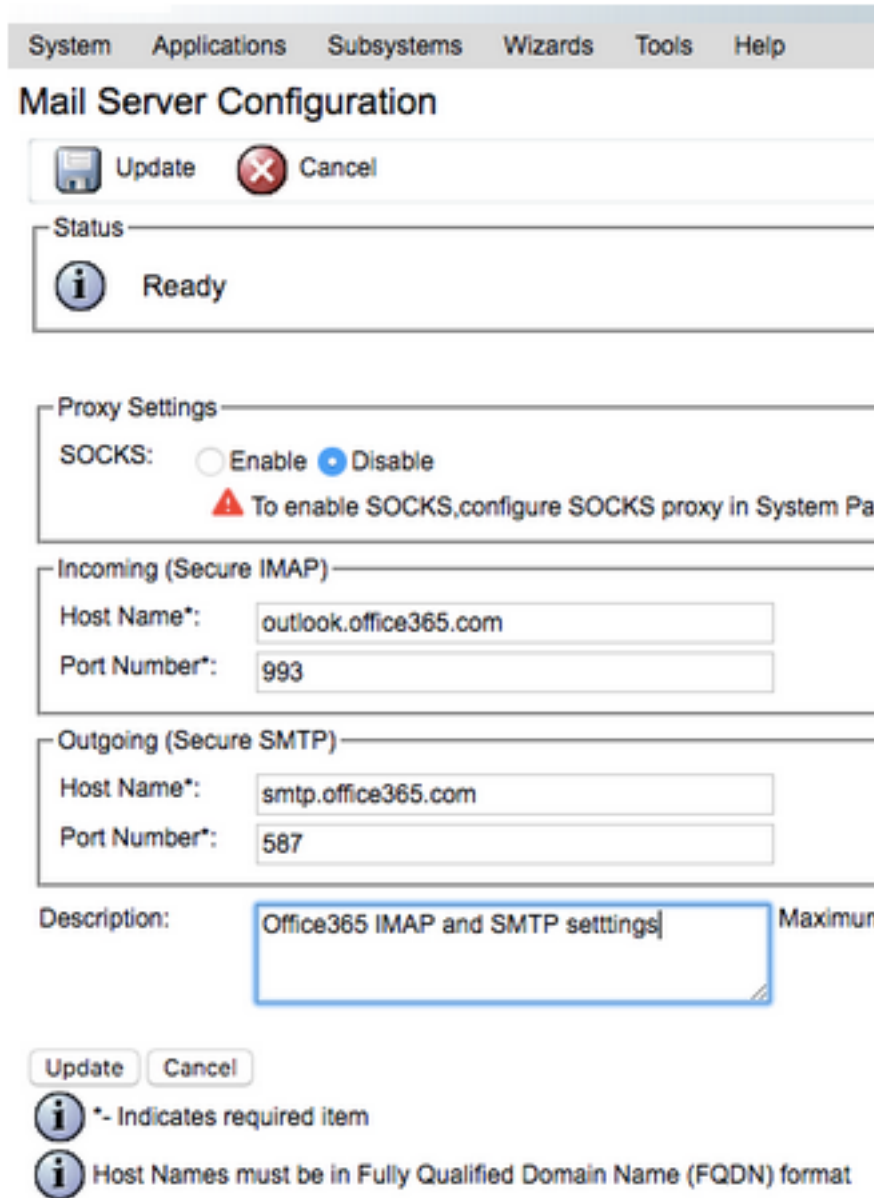 System Applications Subsystems Wizards Tools Help
Mail Server Configuration
Update Cancel
Status
Ready
Proxy Settings
SOCKS: Enable Disable
To enable SOCKS,configure SOCKS proxy in System Pa
Incoming (Secure IMAP)
Host Name*: outlook.office365.com
Port Number*: 993
Outgoing (Secure SMTP)
Host Name*: smtp.office365.com
Port Number*: 587
Description: Office365 IMAP and SMTP setttings Maximum
Update Cancel
*- Indicates required item
Host Names must be in Fully Qualified Domain Name (FQDN) format